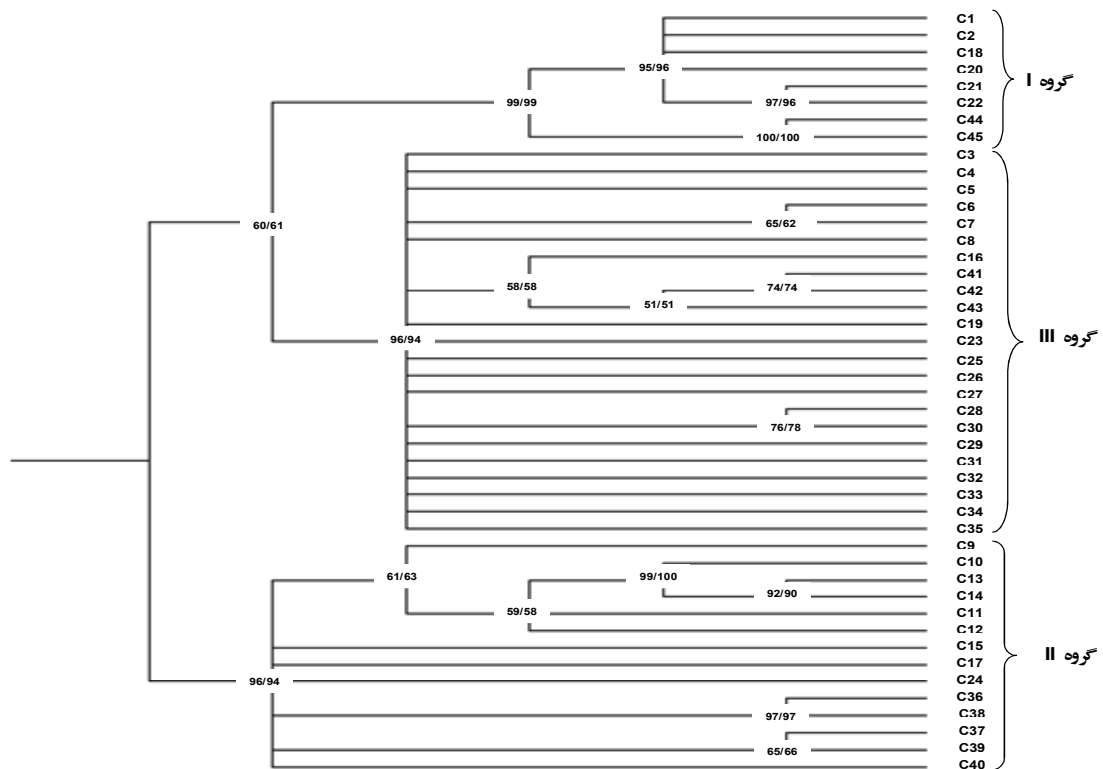 C1
C2
C18
95/96
C20
C21
گروه I
99/99
97/96
C22
C44
100/100
C45
C3
C4
C5
C6
60/61
65/62
C7
C8
C16
58/58
C41
74/74
C42
51/51
C43
C19
96/94
C23
گروه III
C25
C26
C27
C28
76/78
C30
C29
C31
C32
C33
C34
C35
C9
C10
61/63
99/100
C13
92/90
C14
59/58
C11
C12
C15
گروه II
C17
96/94
C24
C36
97/97
C38
C37
65/66
C39
C40